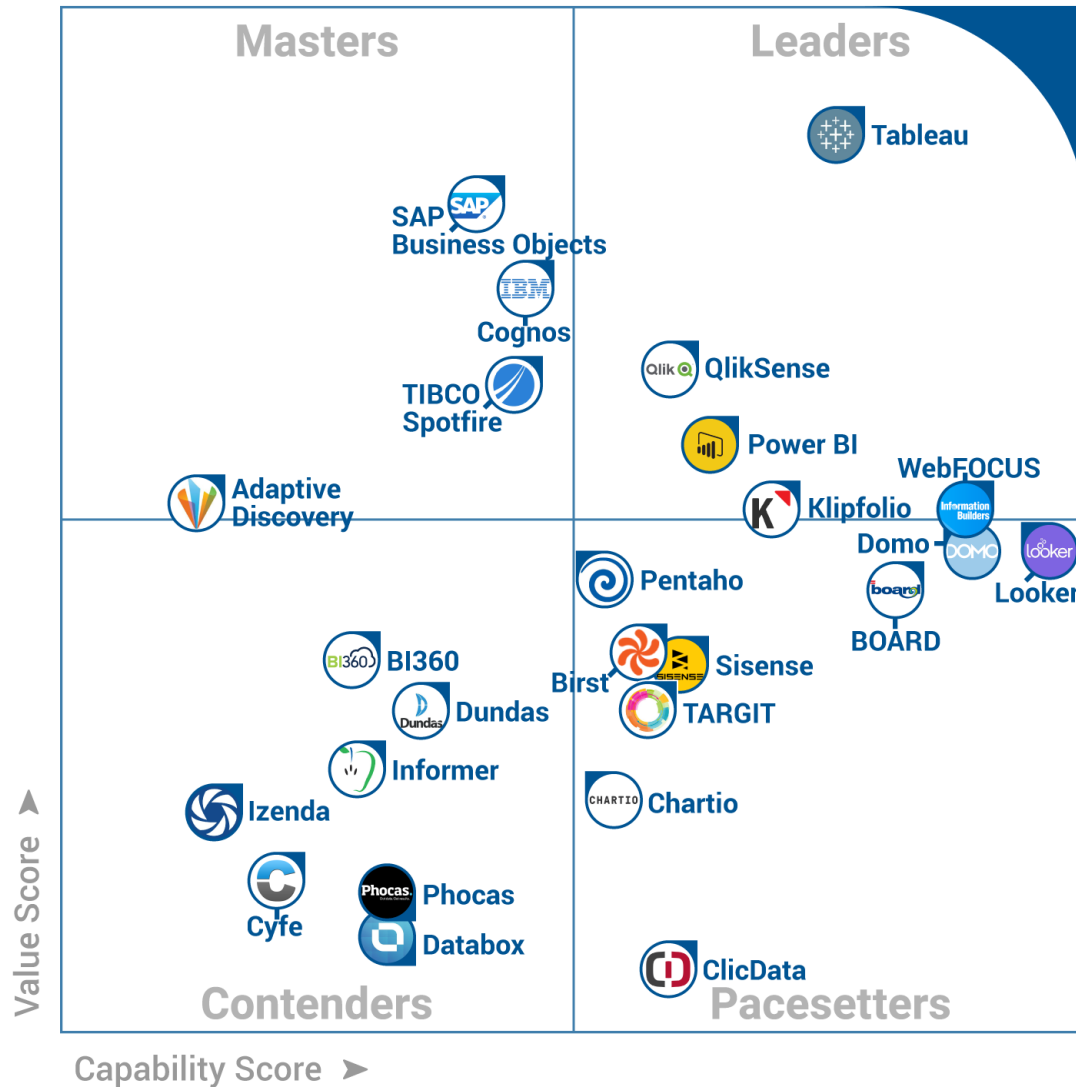 Masters
Leaders
Tableau
SAP
SAP
Business Objects
IBM
Cognos
Qlik
QlikSense
TIBCO
Spotfire
Power BI
WebFOCUS
Adaptive
Discovery
K
Klipfolio
Information
Builders
Domo
DOMO
looker
Looker
Pentaho
board
BOARD
BI360
BI360
Birst
SISENSE
Sisense
Dundas
Dundas
TARGIT
Informer
Izenda
CHARTIO
Chartio
C
Cyfe
Phocas.
Phocas
Databox
ClicData
Contenders
Pacesetters
Value Score
Capability Score